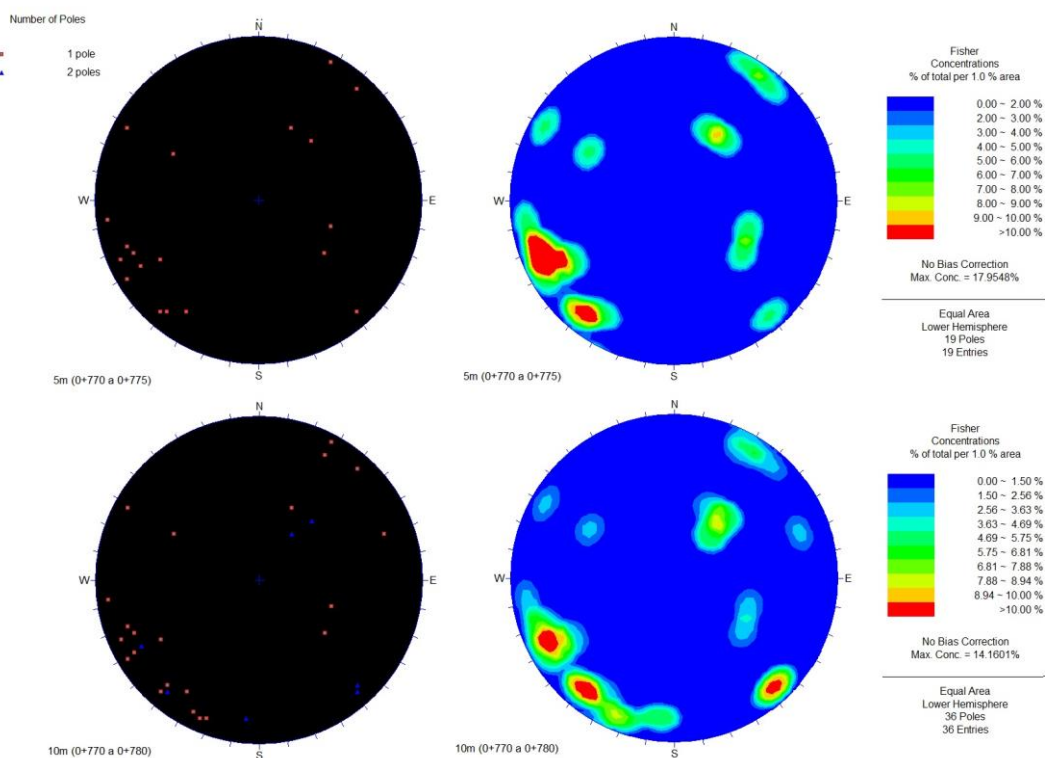 Number of Poles
1 pole
2 poles
N
W
E
S
5m (0+770 a 0+775)
N
W
E
S
5m (0+770 a 0+775)
Fisher
Concentrations
% of total per 1.0 % area
0.00 ~ 2.00 %
2.00 ~ 3.00 %
3.00 ~ 4.00 %
4.00 ~ 5.00 %
5.00 ~ 6.00 %
6.00 ~ 7.00 %
7.00 ~ 8.00 %
8.00 ~ 9.00 %
9.00 ~ 10.00 %
>10.00 %
No Bias Correction
Max. Conc. = 17.9548%
Equal Area
Lower Hemisphere
19 Poles
19 Entries
N
W
E
S
10m (0+770 a 0+780)
N
W
E
S
10m (0+770 a 0+780)
Fisher
Concentrations
% of total per 1.0 % area
0.00 ~ 1.50 %
1.50 ~ 2.56 %
2.56 ~ 3.63 %
3.63 ~ 4.69 %
4.69 ~ 5.75 %
5.75 ~ 6.81 %
6.81 ~ 7.88 %
7.88 ~ 8.94 %
8.94 ~ 10.00 %
>10.00 %
No Bias Correction
Max. Conc. = 14.1601%
Equal Area
Lower Hemisphere
36 Poles
36 Entries